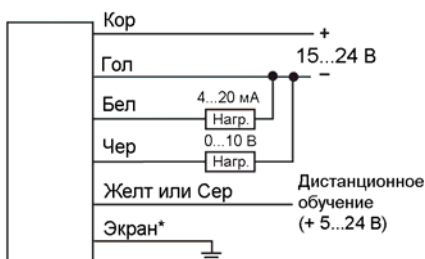 Кор
+
15...24 В
Гол
–
Бел
4...20 мА
Нагр.
Чер
0...10 В
Нагр.
Желт или Сер
Дистанционное
обучение
(+ 5...24 В)
Экран*